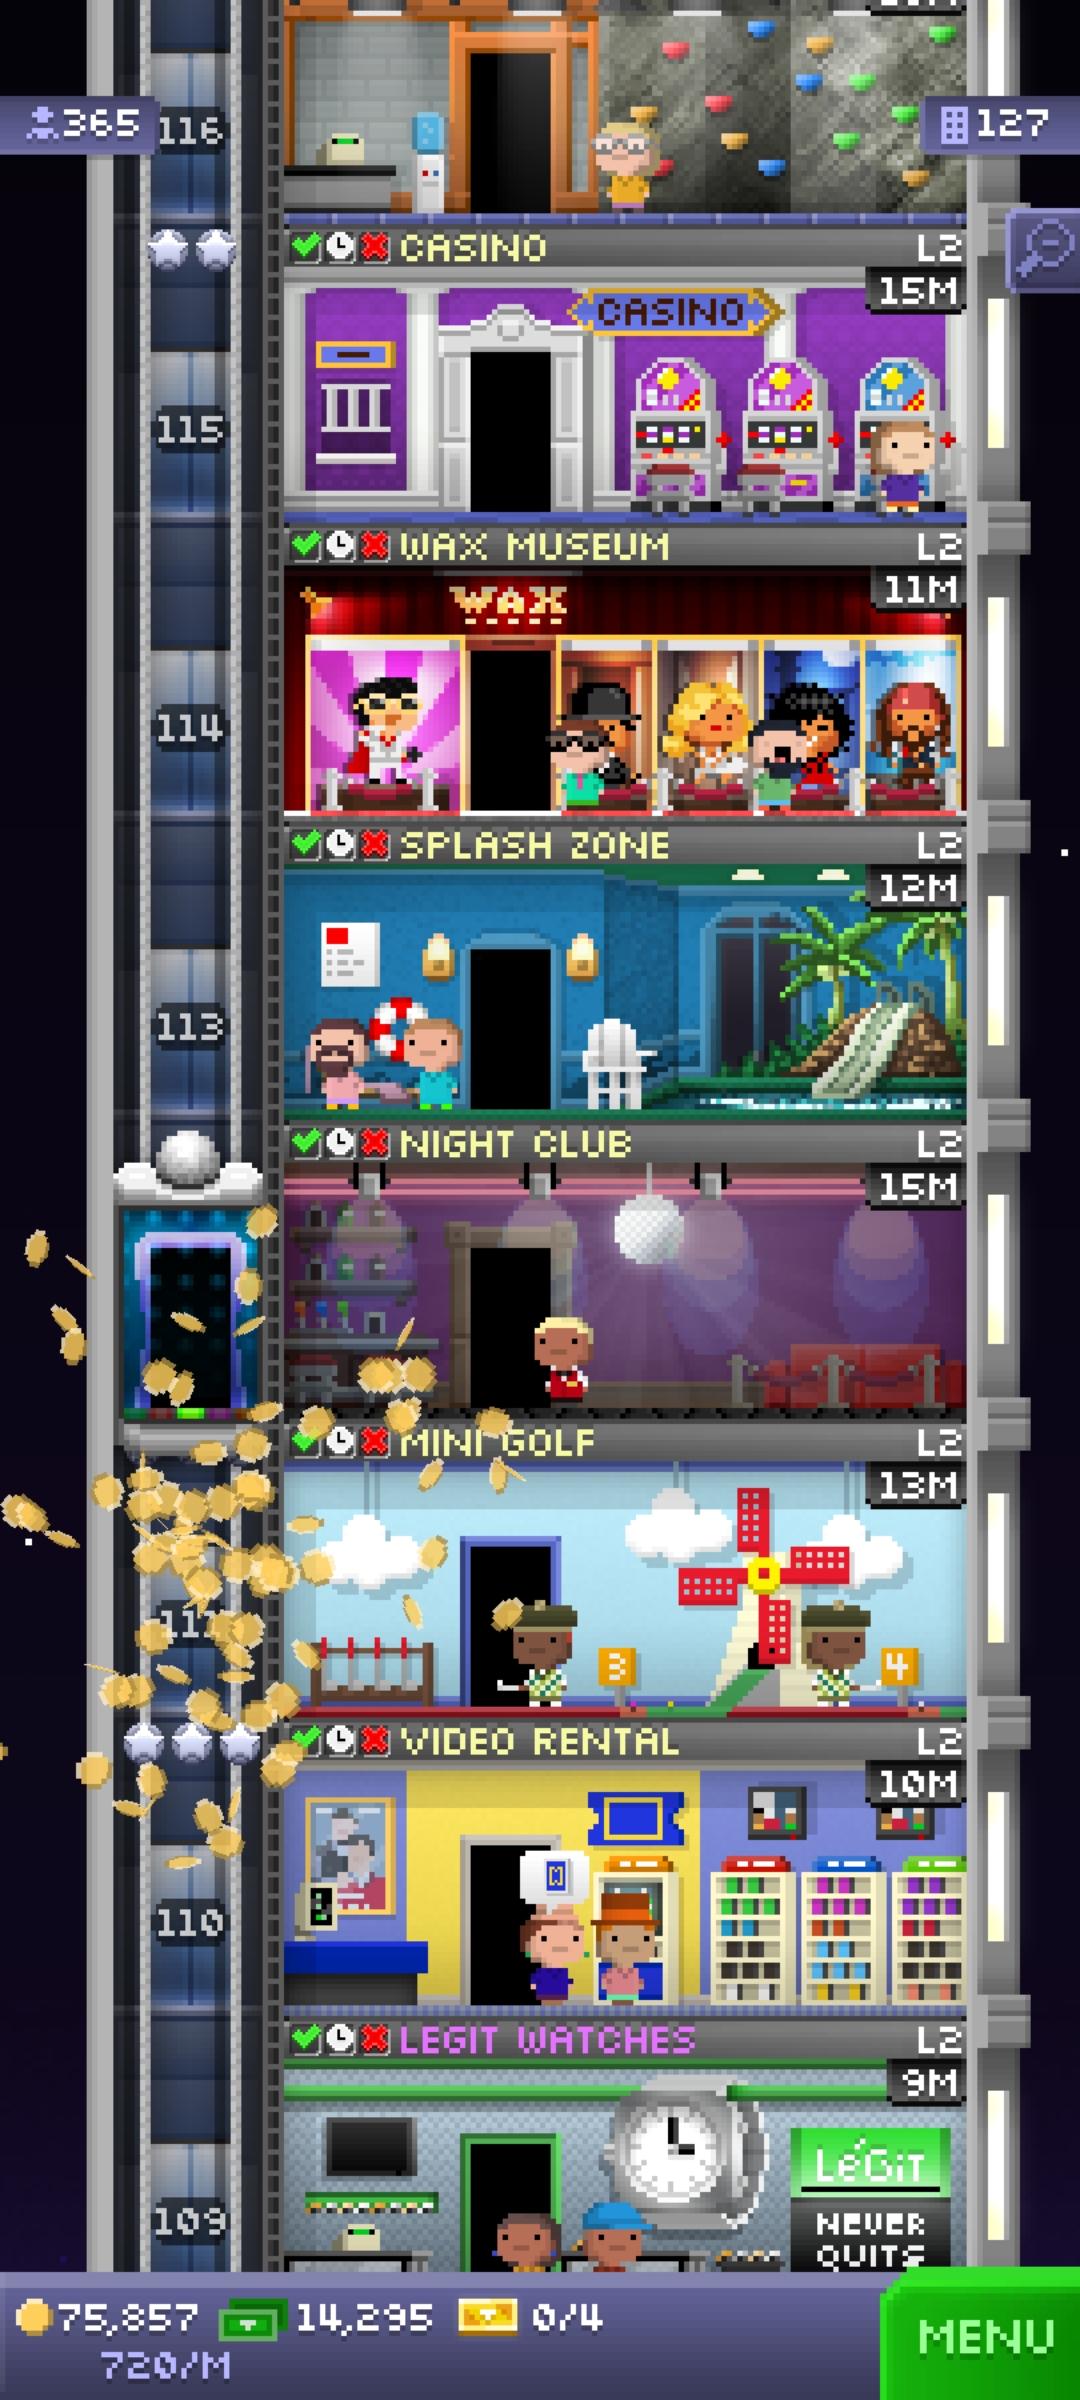 365
116
127
CASINO L2
15M
CASINO
115
WAX MUSEUM L2
11M
WAX
114
SPLASH ZONE L2
12M
113
NIGHT CLUB L2
15M
MINI GOLF L2
13M
3
4
VIDEO RENTAL L2
10M
110
LEGIT WATCHES L2
9M
LéGiT
NEVER
QUITS
109
75,857 14,295 0/4
720/M
MENU